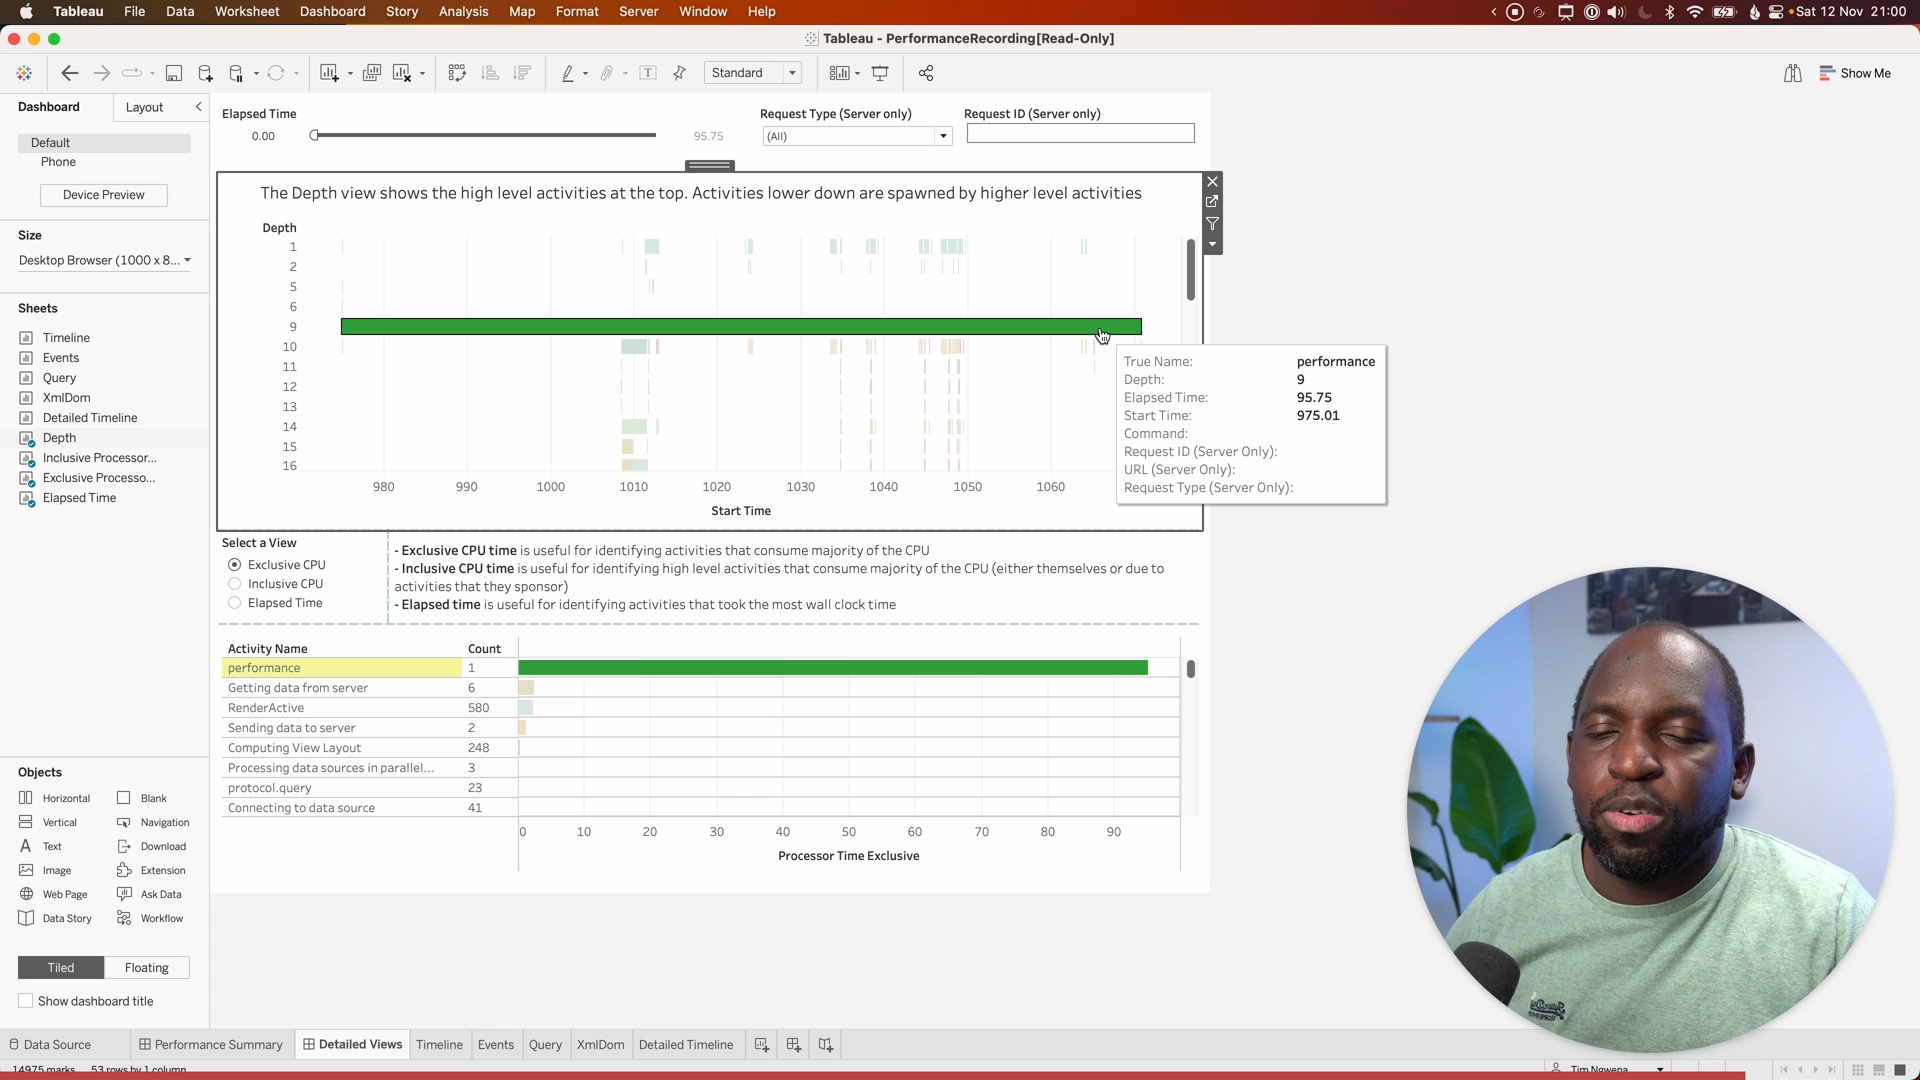 Tableau File Data Worksheet Dashboard Story Analysis Map Format Server Window Help Sat 12 Nov 21:00
Tableau - PerformanceRecording[Read-Only]
Standard
Show Me
Dashboard Layout
Default
Phone
Device Preview
Size
Desktop Browser (1000 x 8...
Sheets
Timeline
Events
Query
XmlDom
Detailed Timeline
Depth
Inclusive Processor...
Exclusive Processo...
Elapsed Time
Objects
Horizontal Blank
Vertical Navigation
A Text Download
Image Extension
Web Page Ask Data
Data Story Workflow
Tiled Floating
Show dashboard title
Elapsed Time
0.00 95.75
Request Type (Server only)
(All)
Request ID (Server only)
The Depth view shows the high level activities at the top. Activities lower down are spawned by higher level activities
Depth
1
2
5
6
9
10
11
12
13
14
15
16
980 990 1000 1010 1020 1030 1040 1050 1060
Start Time
True Name: performance
Depth: 9
Elapsed Time: 95.75
Start Time: 975.01
Command:
Request ID (Server Only):
URL (Server Only):
Request Type (Server Only):
Select a View
Exclusive CPU
Inclusive CPU
Elapsed Time
- Exclusive CPU time is useful for identifying activities that consume majority of the CPU
- Inclusive CPU time is useful for identifying high level activities that consume majority of the CPU (either themselves or due to
activities that they sponsor)
- Elapsed time is useful for identifying activities that took the most wall clock time
Activity Name Count
performance 1
Getting data from server 6
RenderActive 580
Sending data to server 2
Computing View Layout 248
Processing data sources in parallel... 3
protocol.query 23
Connecting to data source 41
0 10 20 30 40 50 60 70 80 90
Processor Time Exclusive
Data Source Performance Summary Detailed Views Timeline Events Query XmlDom Detailed Timeline
14975 marks 53 rows by 1 column Tim Ngwena